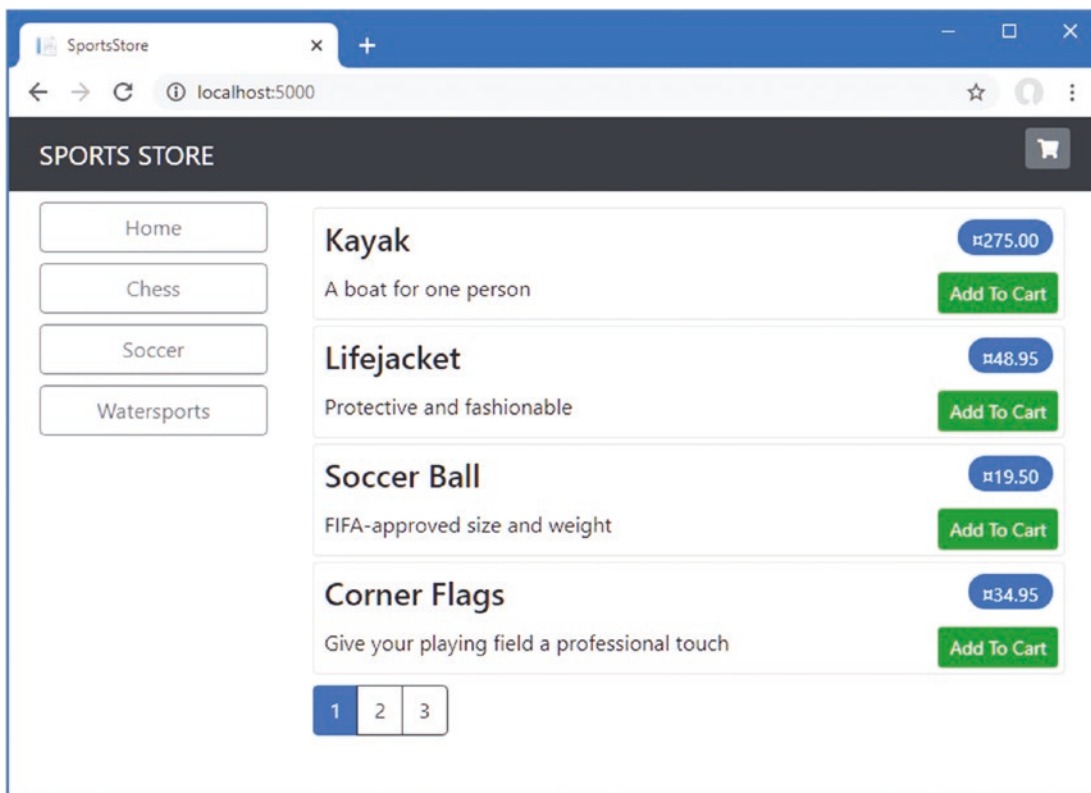 SportsStore
localhost:5000
SPORTS STORE
Home
Chess
Soccer
Watersports
Kayak
¤275.00
A boat for one person
Add To Cart
Lifejacket
¤48.95
Protective and fashionable
Add To Cart
Soccer Ball
¤19.50
FIFA-approved size and weight
Add To Cart
Corner Flags
¤34.95
Give your playing field a professional touch
Add To Cart
1 2 3